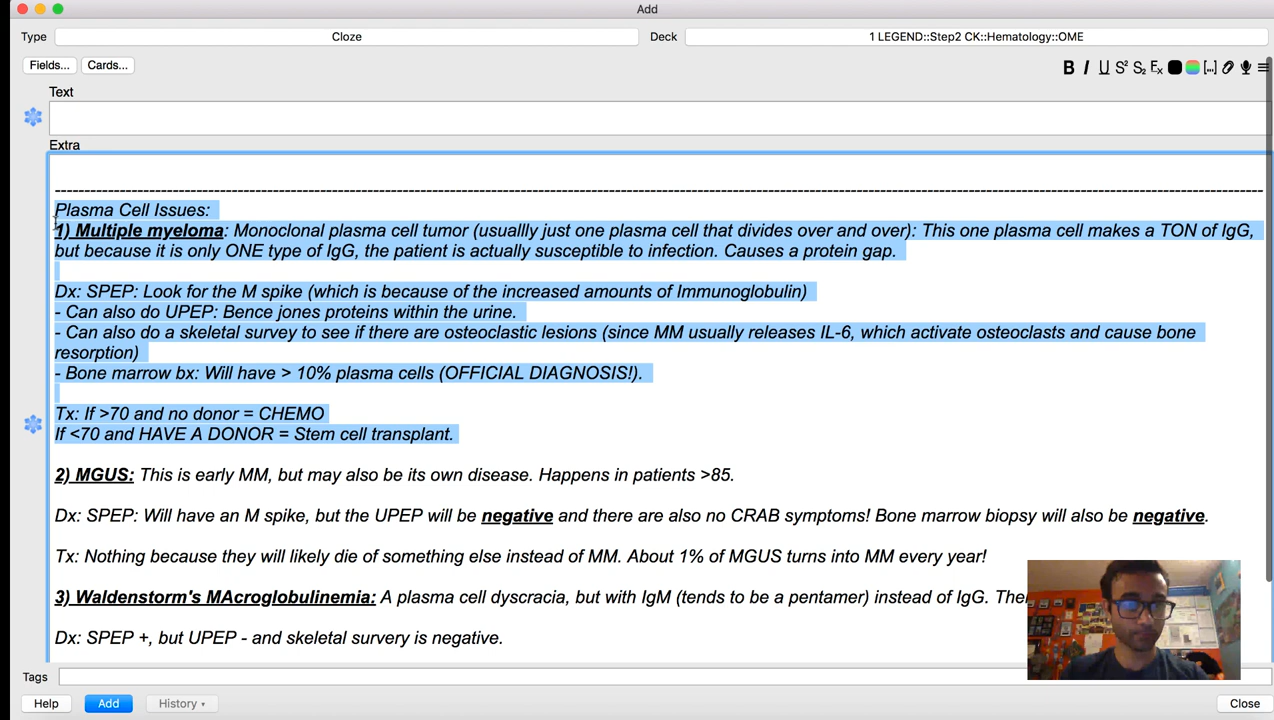 Add
Type Cloze Deck 1 LEGEND::Step2 CK::Hematology::OME
Fields... Cards... B I U S² S₂ Eₓ [...]
Text
Extra
Plasma Cell Issues:
1) Multiple myeloma: Monoclonal plasma cell tumor (usuallly just one plasma cell that divides over and over): This one plasma cell makes a TON of IgG,
but because it is only ONE type of IgG, the patient is actually susceptible to infection. Causes a protein gap.
Dx: SPEP: Look for the M spike (which is because of the increased amounts of Immunoglobulin)
- Can also do UPEP: Bence jones proteins within the urine.
- Can also do a skeletal survey to see if there are osteoclastic lesions (since MM usually releases IL-6, which activate osteoclasts and cause bone
resorption)
- Bone marrow bx: Will have > 10% plasma cells (OFFICIAL DIAGNOSIS!).
Tx: If >70 and no donor = CHEMO
If <70 and HAVE A DONOR = Stem cell transplant.
2) MGUS: This is early MM, but may also be its own disease. Happens in patients >85.
Dx: SPEP: Will have an M spike, but the UPEP will be negative and there are also no CRAB symptoms! Bone marrow biopsy will also be negative.
Tx: Nothing because they will likely die of something else instead of MM. About 1% of MGUS turns into MM every year!
3) Waldenstorm's MAcroglobulinemia: A plasma cell dyscracia, but with IgM (tends to be a pentamer) instead of IgG.
Dx: SPEP +, but UPEP - and skeletal survery is negative.
Tags
Help Add History Close